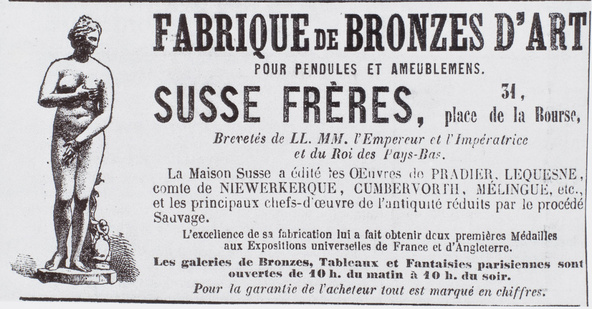 FABRIQUE DE BRONZES D'ART
POUR PENDULES ET AMEUBLEMENS.
SUSSE FRÈRES, 31, place de la Bourse,
Brevetés de LL. MM. l'Empereur et l'Impératrice
et du Roi des Pays-Bas.
La Maison Susse a édité les OEuvres de PRADIER, LEQUESNE,
comte de NIEWERKERQUE, CUMBERVORTH, MÉLINGUE, etc.,
et les principaux chefs-d'œuvre de l'antiquité réduits par le procédé
Sauvage.
L'excellence de sa fabrication lui a fait obtenir deux premières Médailles
aux Expositions universelles de France et d'Angleterre.
Les galeries de Bronzes, Tableaux et Fantaisies parisiennes sont
ouvertes de 10 h. du matin à 10 h. du soir.
Pour la garantie de l'acheteur tout est marqué en chiffres.